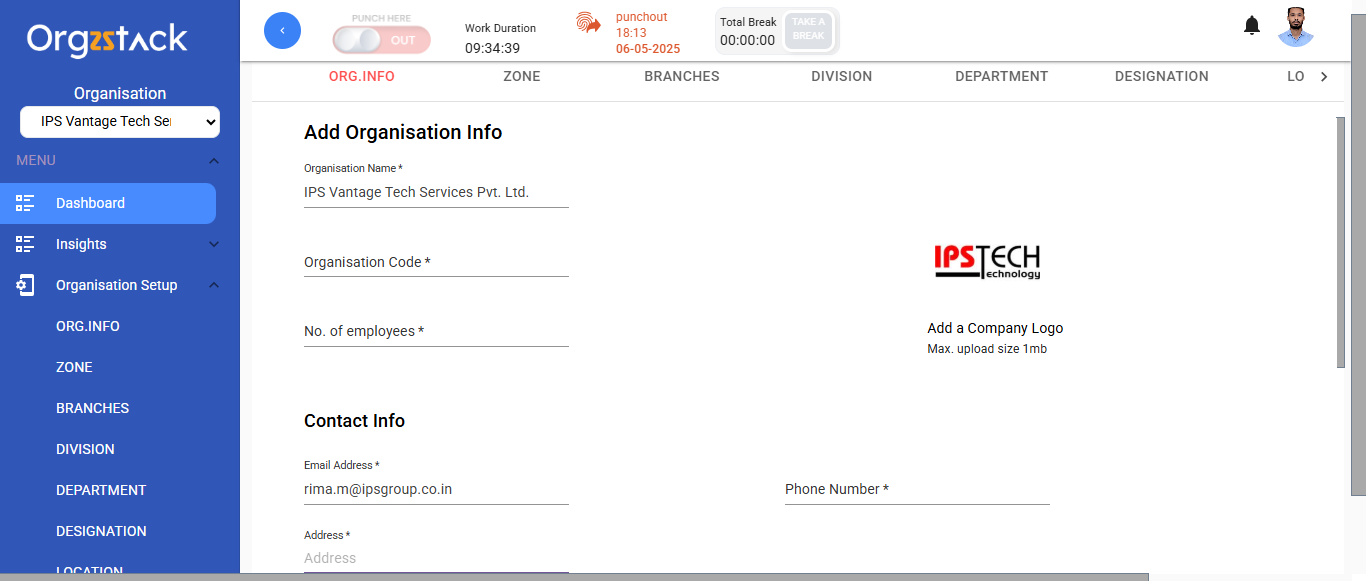 Orgzstack
Organisation
IPS Vantage Tech Ser
MENU
Dashboard
Insights
Organisation Setup
ORG.INFO
ZONE
BRANCHES
DIVISION
DEPARTMENT
DESIGNATION
LOCATION
PUNCH HERE
OUT
Work Duration
09:34:39
punchout
18:13
06-05-2025
Total Break
00:00:00
TAKE A
BREAK
ORG.INFO ZONE BRANCHES DIVISION DEPARTMENT DESIGNATION LO
Add Organisation Info
Organisation Name *
IPS Vantage Tech Services Pvt. Ltd.
Organisation Code *
No. of employees *
IPSTECH
echnology
Add a Company Logo
Max. upload size 1mb
Contact Info
Email Address *
rima.m@ipsgroup.co.in
Phone Number *
Address *
Address